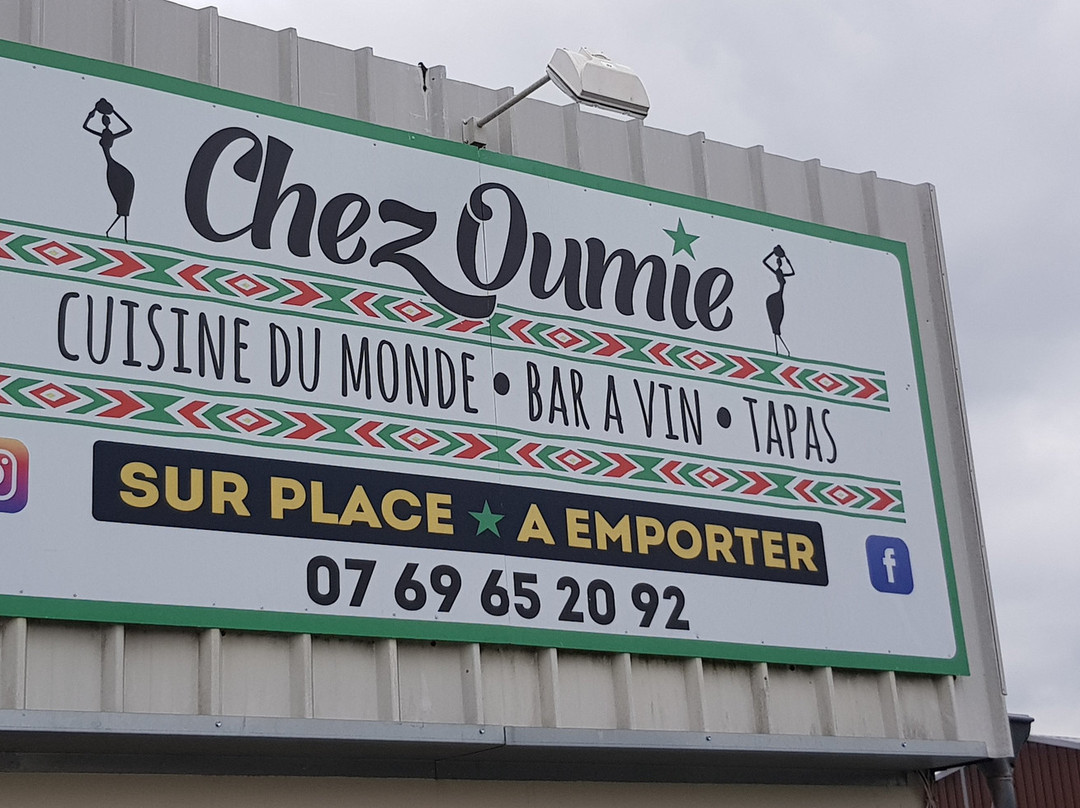 Chez Oumie
CUISINE DU MONDE • BAR A VIN • TAPAS
SUR PLACE ★ A EMPORTER
07 69 65 20 92
f